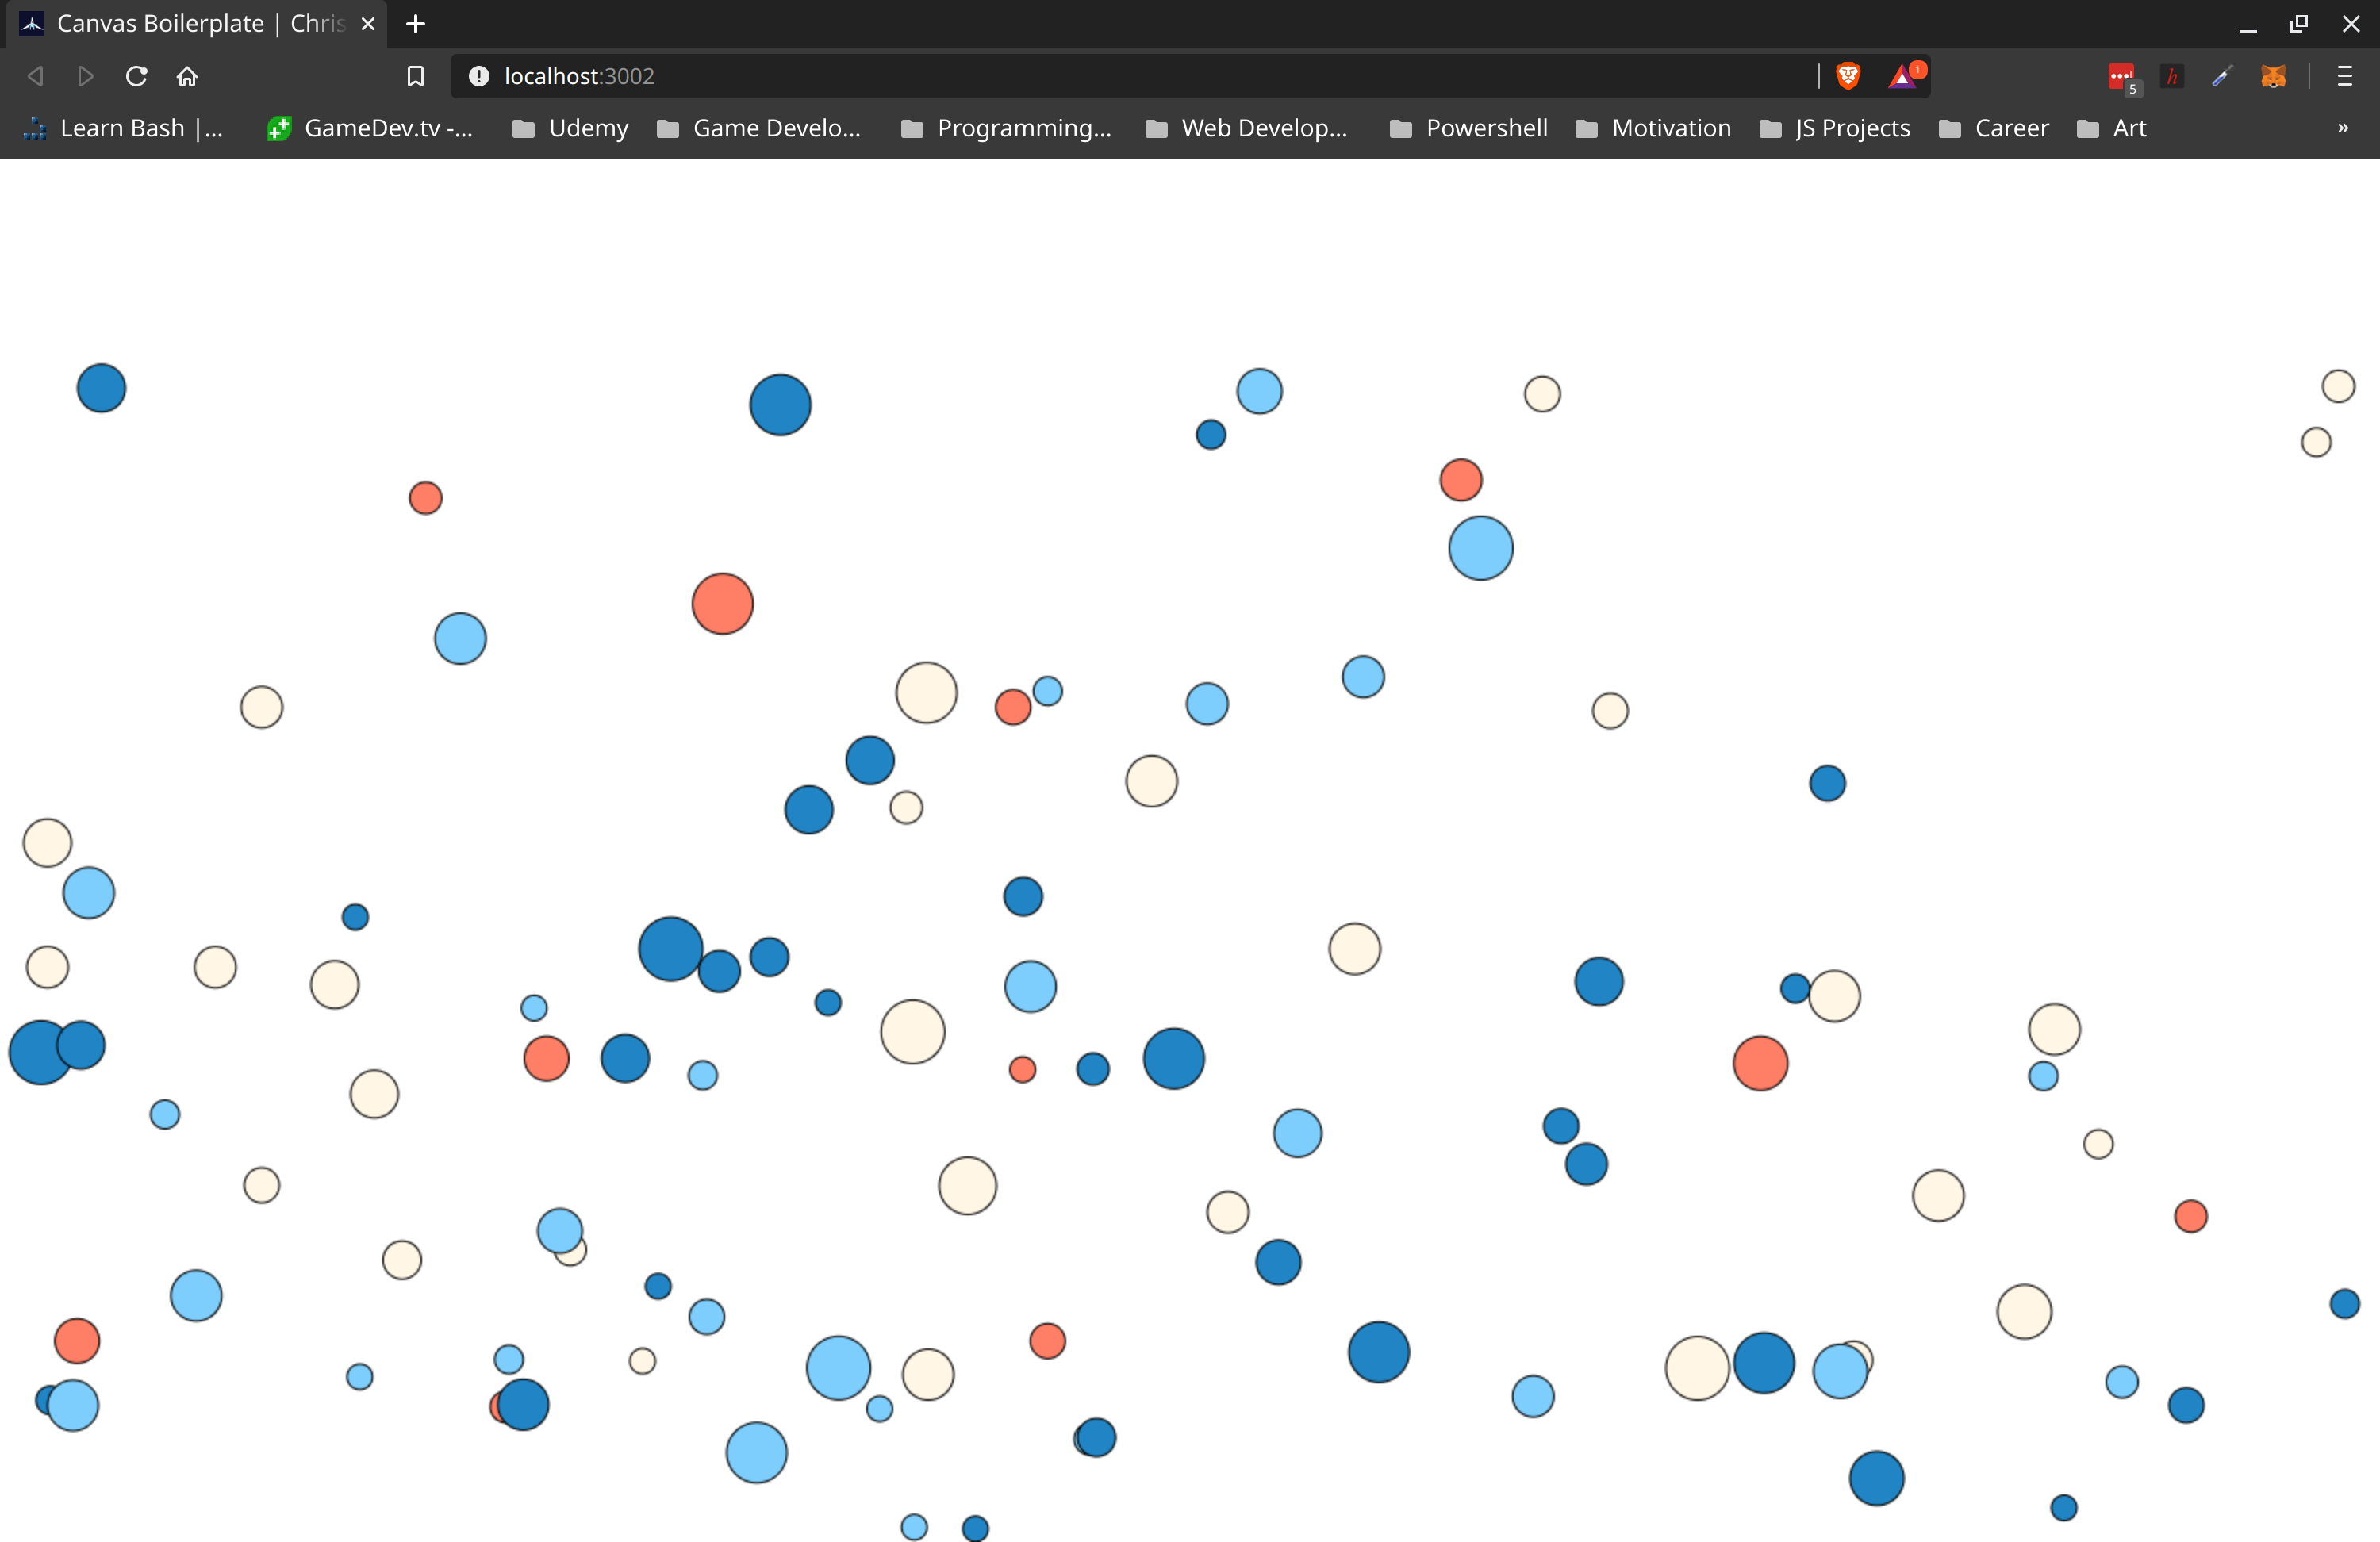 Canvas Boilerplate | Chris
localhost:3002
1
5
h
Learn Bash |... GameDev.tv -... Udemy Game Develo... Programming... Web Develop... Powershell Motivation JS Projects Career Art »